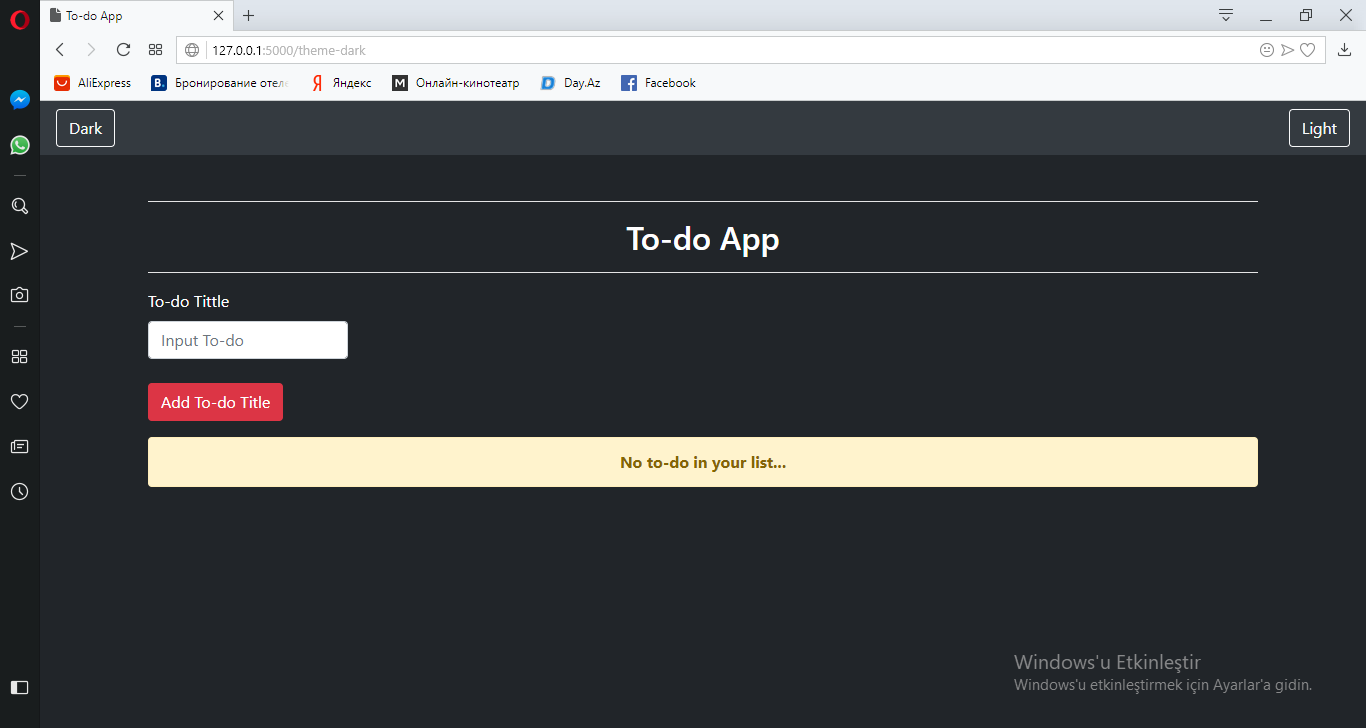 To-do App
127.0.0.1:5000/theme-dark
AliExpress
B. Бронирование отеле
Я Яндекс
M Онлайн-кинотеатр
D Day.Az
f Facebook
Dark
Light
To-do App
To-do Tittle
Input To-do
Add To-do Title
No to-do in your list...
Windows'u Etkinleştir
Windows'u etkinleştirmek için Ayarlar'a gidin.